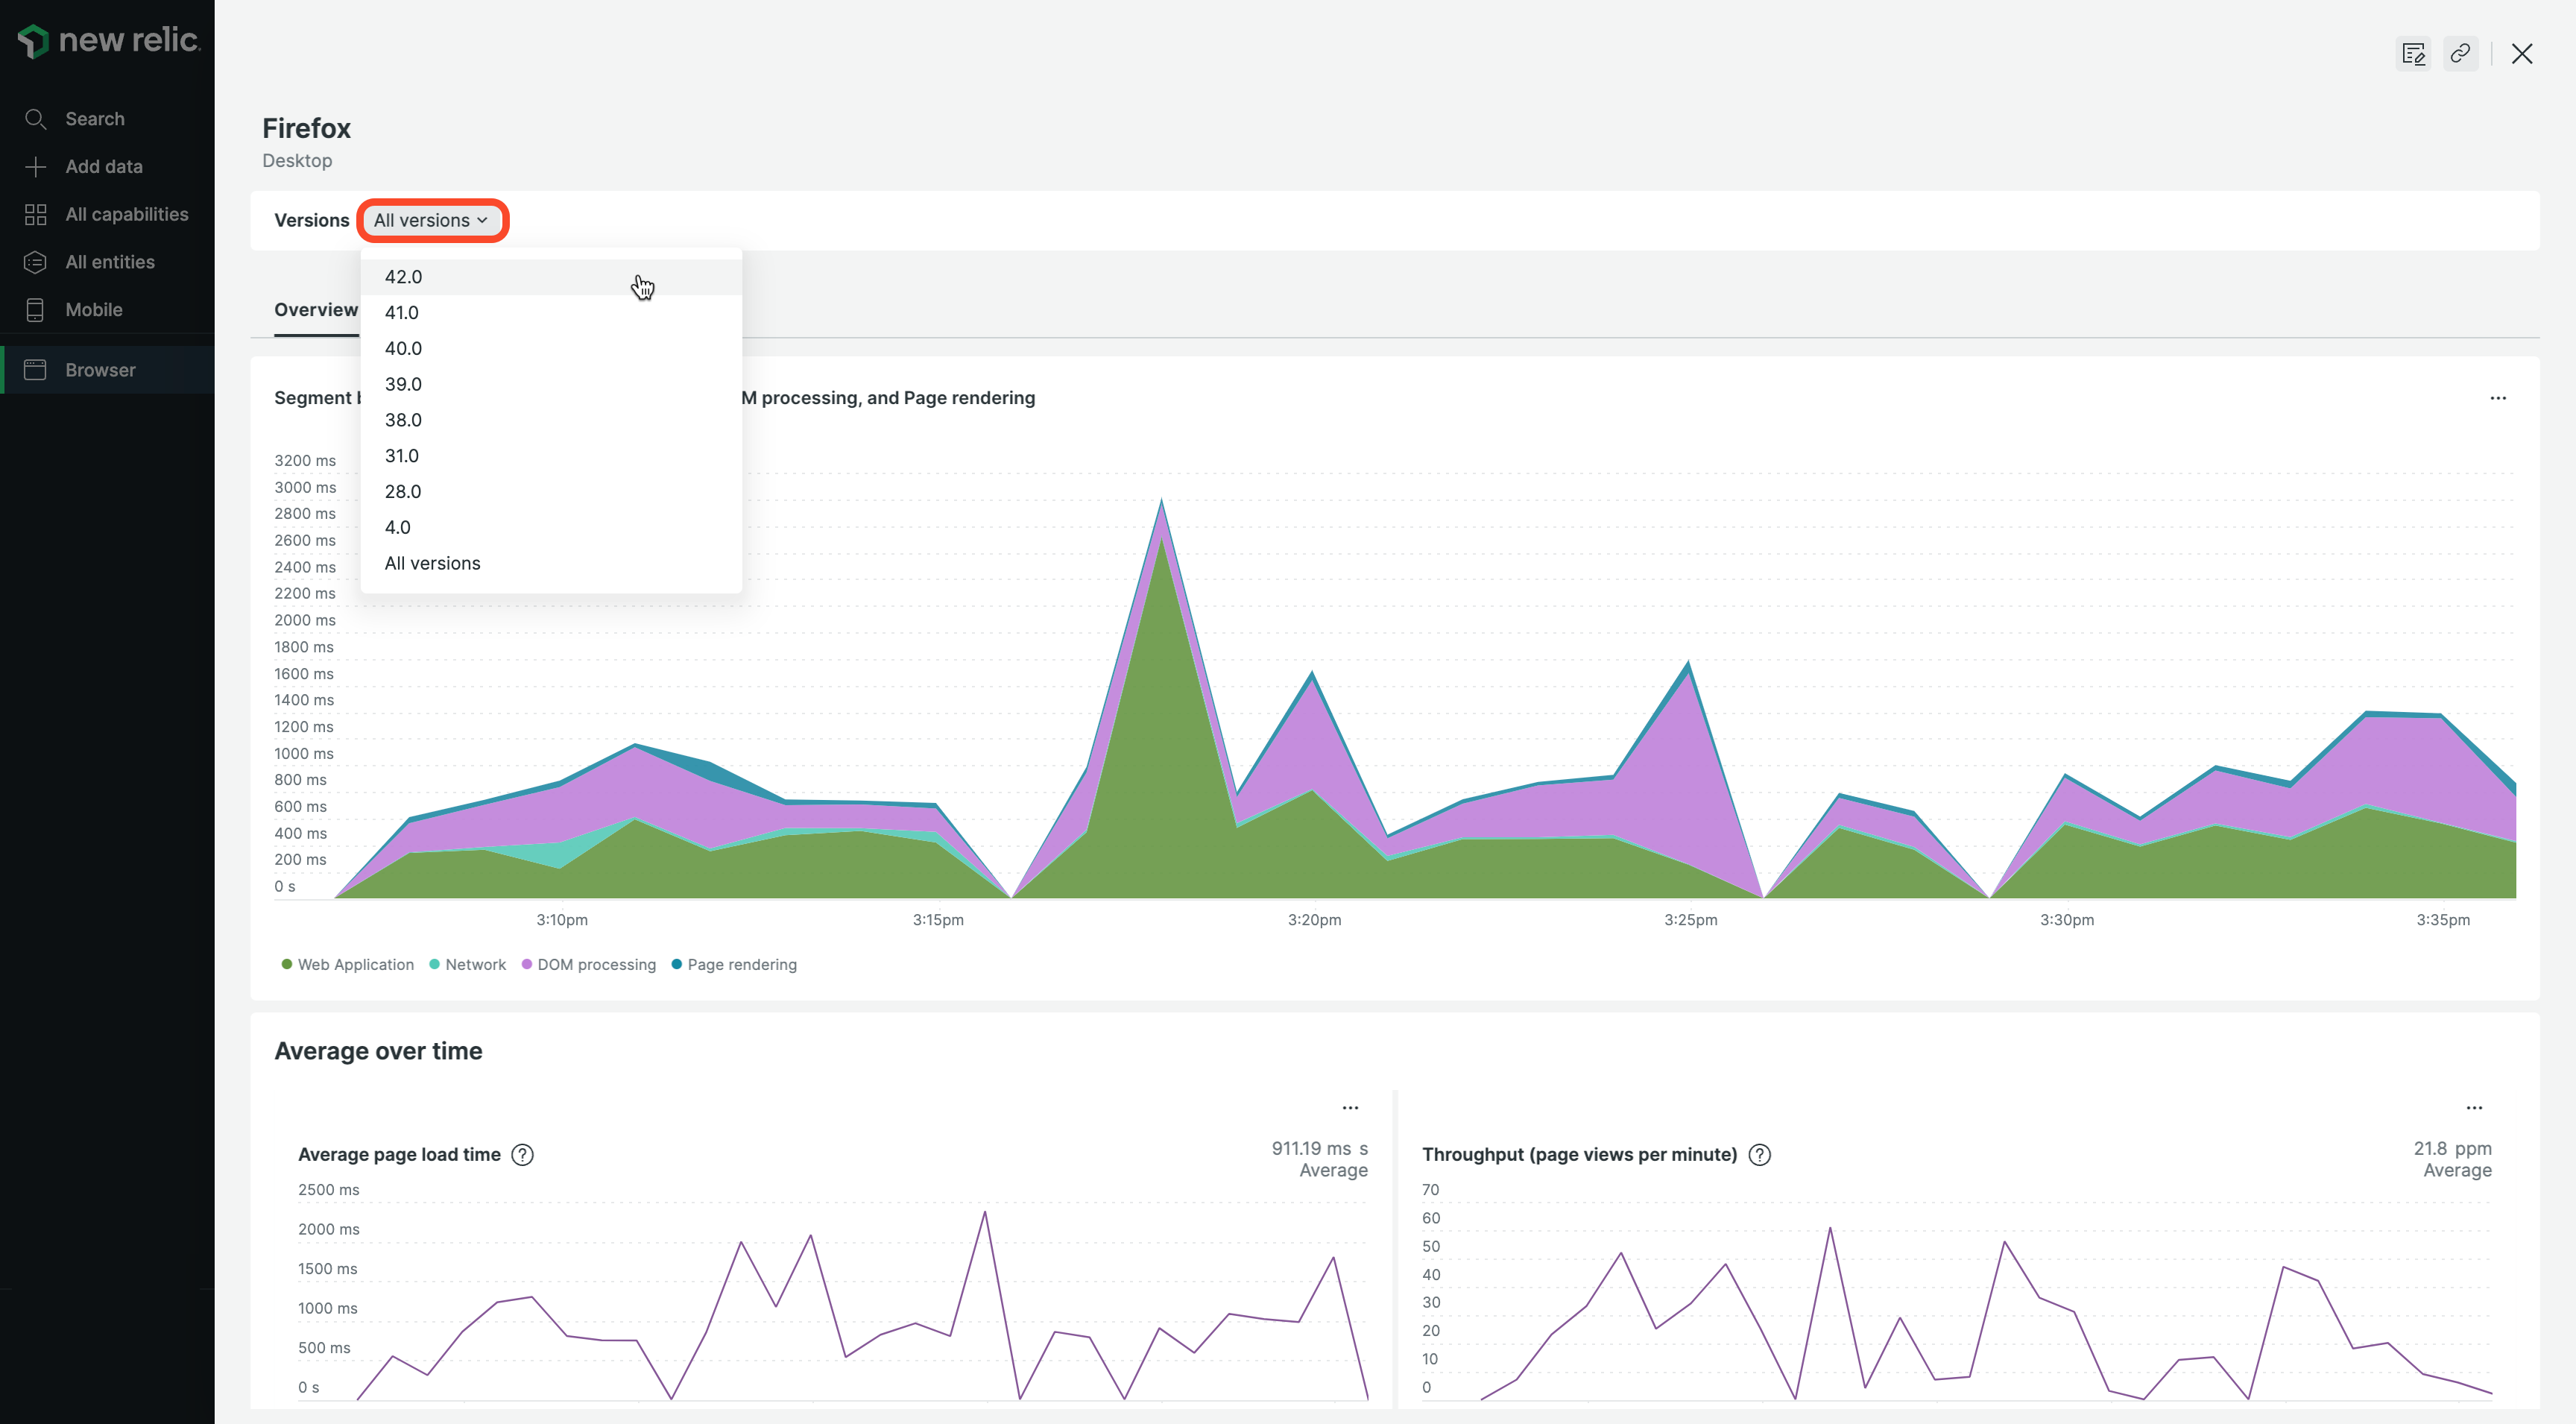 new relic.
Search
Add data
All capabilities
All entities
Mobile
Browser
Firefox
Desktop
Versions All versions
42.0
41.0
40.0
39.0
38.0
31.0
28.0
4.0
All versions
Overview
Segment M processing, and Page rendering
3200 ms
3000 ms
2800 ms
2600 ms
2400 ms
2200 ms
2000 ms
1800 ms
1600 ms
1400 ms
1200 ms
1000 ms
800 ms
600 ms
400 ms
200 ms
0 s
3:10pm 3:15pm 3:20pm 3:25pm 3:30pm 3:35pm
Web Application Network DOM processing Page rendering
Average over time
Average page load time ?
911.19 ms s
Average
2500 ms
2000 ms
1500 ms
1000 ms
500 ms
0 s
Throughput (page views per minute) ?
21.8 ppm
Average
70
60
50
40
30
20
10
0